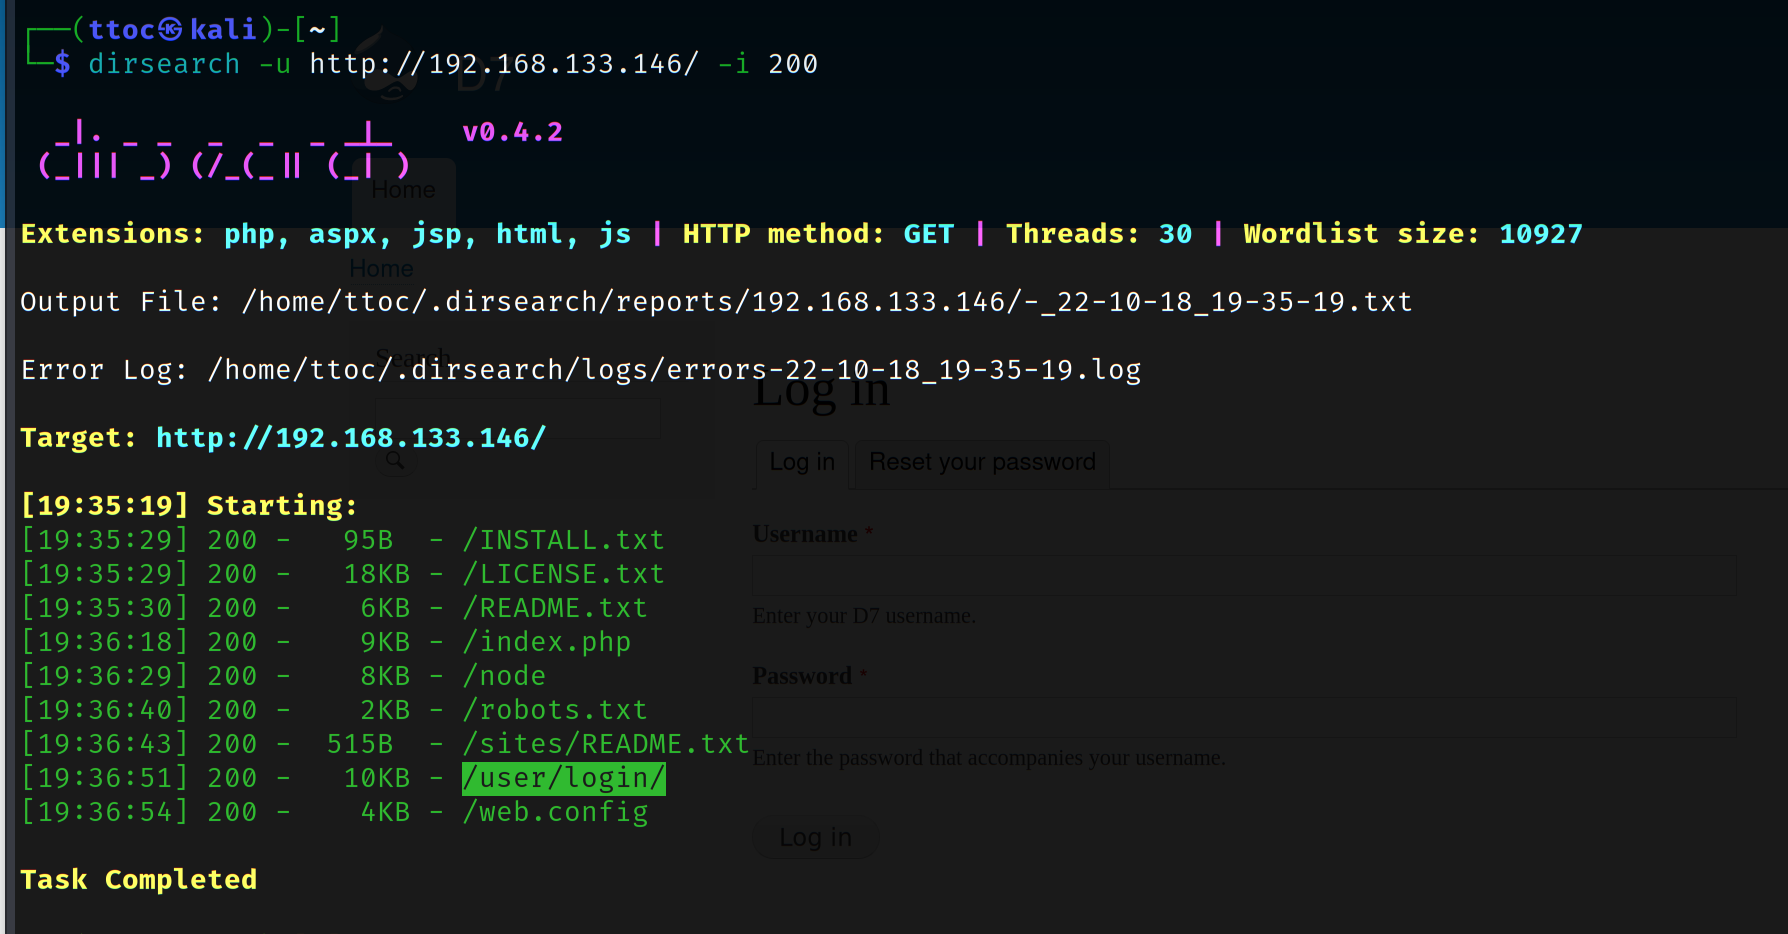 ┌──(ttoc㉿kali)-[~]
└─$ dirsearch -u http://192.168.133.146/ -i 200
D7
  _|. _ _  _  _  _ _|_    v0.4.2
 (_||| _) (/_(_|| (_| )
Home
Extensions: php, aspx, jsp, html, js | HTTP method: GET | Threads: 30 | Wordlist size: 10927
Home
Output File: /home/ttoc/.dirsearch/reports/192.168.133.146/-_22-10-18_19-35-19.txt
Search
Error Log: /home/ttoc/.dirsearch/logs/errors-22-10-18_19-35-19.log
Log in
Target: http://192.168.133.146/
Log in Reset your password
[19:35:19] Starting:
[19:35:29] 200 -   95B  - /INSTALL.txt
[19:35:29] 200 -   18KB - /LICENSE.txt
[19:35:30] 200 -    6KB - /README.txt
[19:36:18] 200 -    9KB - /index.php
[19:36:29] 200 -    8KB - /node
[19:36:40] 200 -    2KB - /robots.txt
[19:36:43] 200 -  515B  - /sites/README.txt
[19:36:51] 200 -   10KB - /user/login/
[19:36:54] 200 -    4KB - /web.config
Username *
Enter your D7 username.
Password *
Enter the password that accompanies your username.
Log in
Task Completed